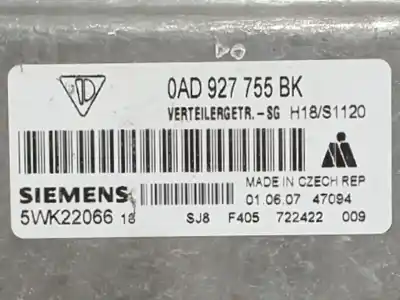 0AD 927 755 BK
VERTEILERGETR.-SG H18/S1120
SIEMENS
MADE IN CZECH REP
5WK22066 18
01.06.07 47094
SJ8 F405 722422 009